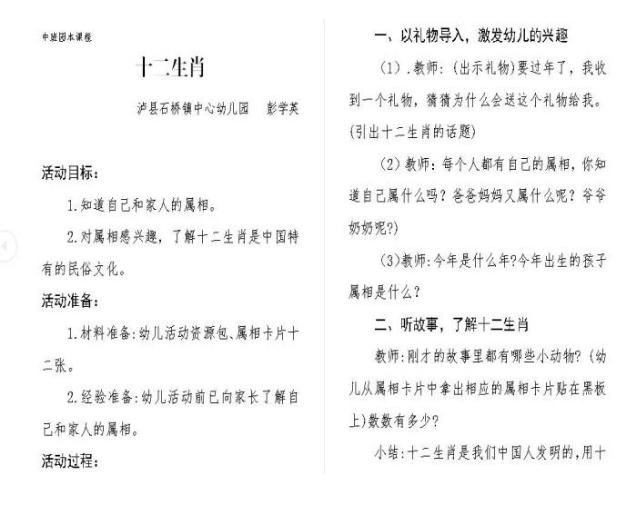 中班园本课程
十二生肖
泸县石桥镇中心幼儿园 彭学英
活动目标：
1.知道自己和家人的属相。
2.对属相感兴趣，了解十二生肖是中国特
有的民俗文化。
活动准备：
1.材料准备:幼儿活动资源包、属相卡片十
二张。
2.经验准备:幼儿活动前已向家长了解自
己和家人的属相。
活动过程：
一、以礼物导入，激发幼儿的兴趣
（1）.教师: (出示礼物)要过年了，我收
到一个礼物，猜猜为什么会送这个礼物给我。
(引出十二生肖的话题)
（2）教师：每个人都有自己的属相，你知
道自己属什么吗？爸爸妈妈又属什么呢？爷爷
奶奶呢?)
（3)教师:今年是什么年?今年出生的孩子
属相是什么？
二、听故事，了解十二生肖
教师:刚才的故事里都有哪些小动物? (幼
儿从属相卡片中拿出相应的属相卡片贴在黑板
上)数数有多少?
小结:十二生肖是我们中国人发明的,用十